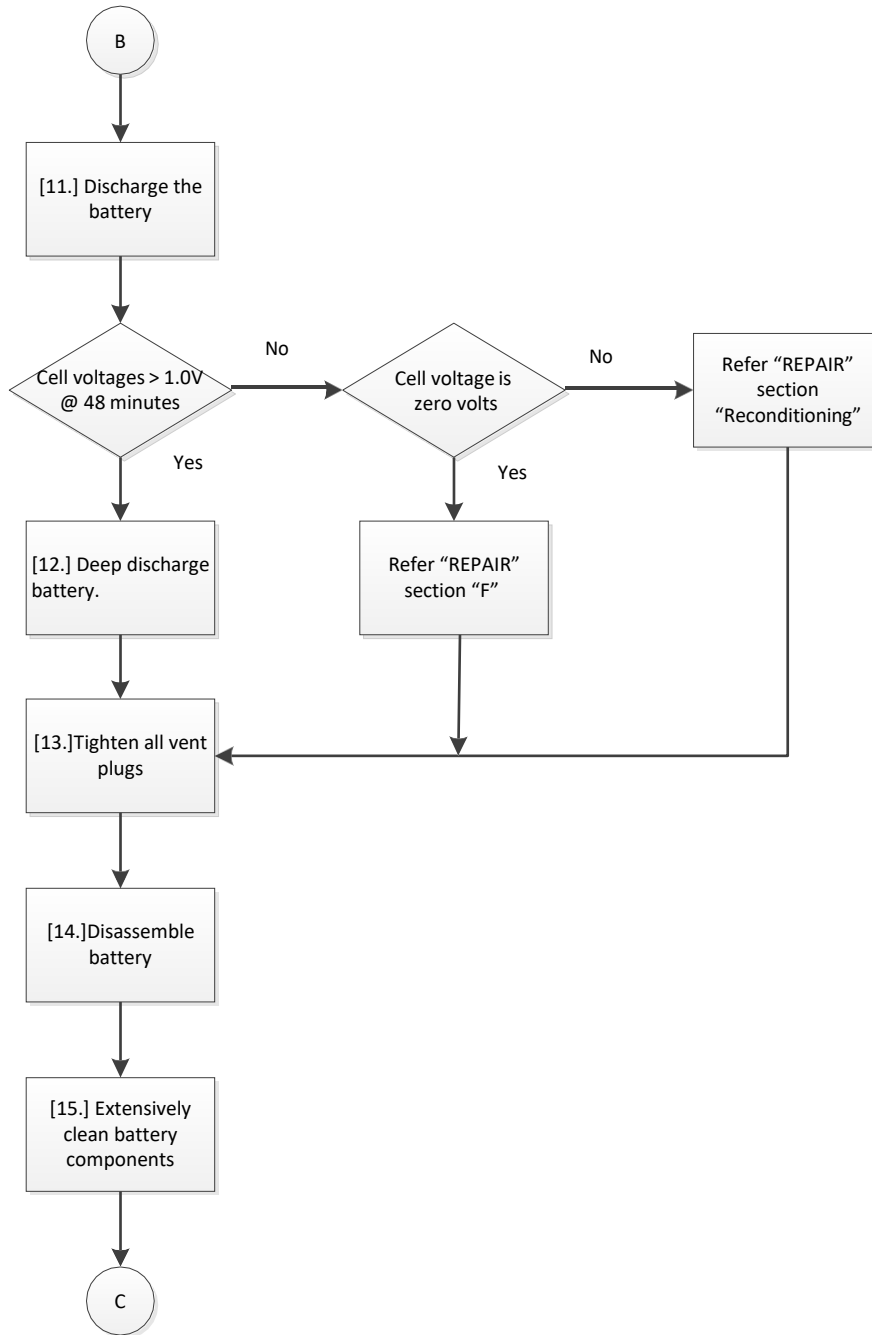 B
[11.] Discharge the
battery
Cell voltages > 1.0V
@ 48 minutes
No
Cell voltage is
zero volts
No
Refer “REPAIR”
section
“Reconditioning”
Yes
Yes
[12.] Deep discharge
battery.
Refer “REPAIR”
section “F”
[13.]Tighten all vent
plugs
[14.]Disassemble
battery
[15.] Extensively
clean battery
components
C